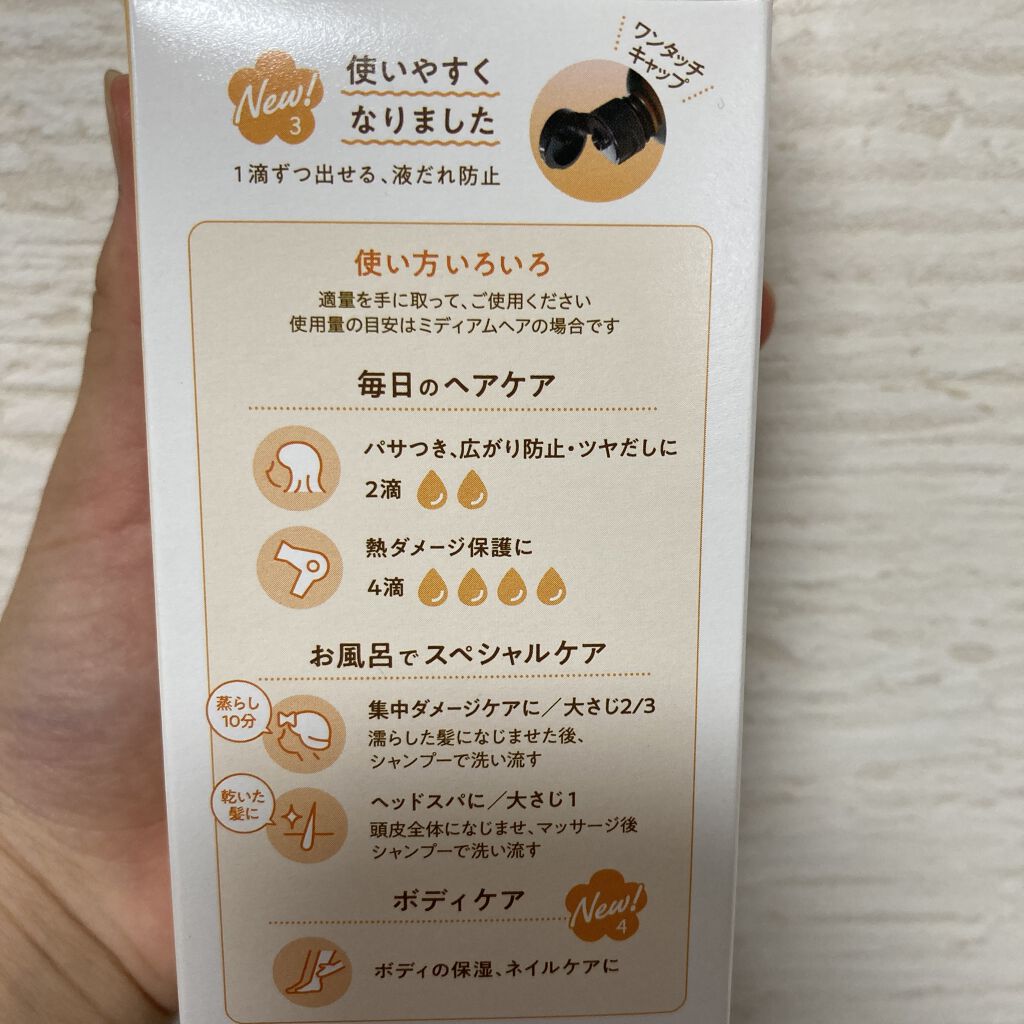 New!
3
使いやすく
なりました
ワンタッチ
キャップ
1滴ずつ出せる、液だれ防止
使い方いろいろ
適量を手に取って、ご使用ください
使用量の目安はミディアムヘアの場合です
毎日のヘアケア
パサつき、広がり防止・ツヤだしに
2滴
熱ダメージ保護に
4滴
お風呂でスペシャルケア
蒸らし
10分
集中ダメージケアに／大さじ2/3
濡らした髪になじませた後、
シャンプーで洗い流す
乾いた
髪に
ヘッドスパに／大さじ1
頭皮全体になじませ、マッサージ後
シャンプーで洗い流す
ボディケア
New!
4
ボディの保湿、ネイルケアに